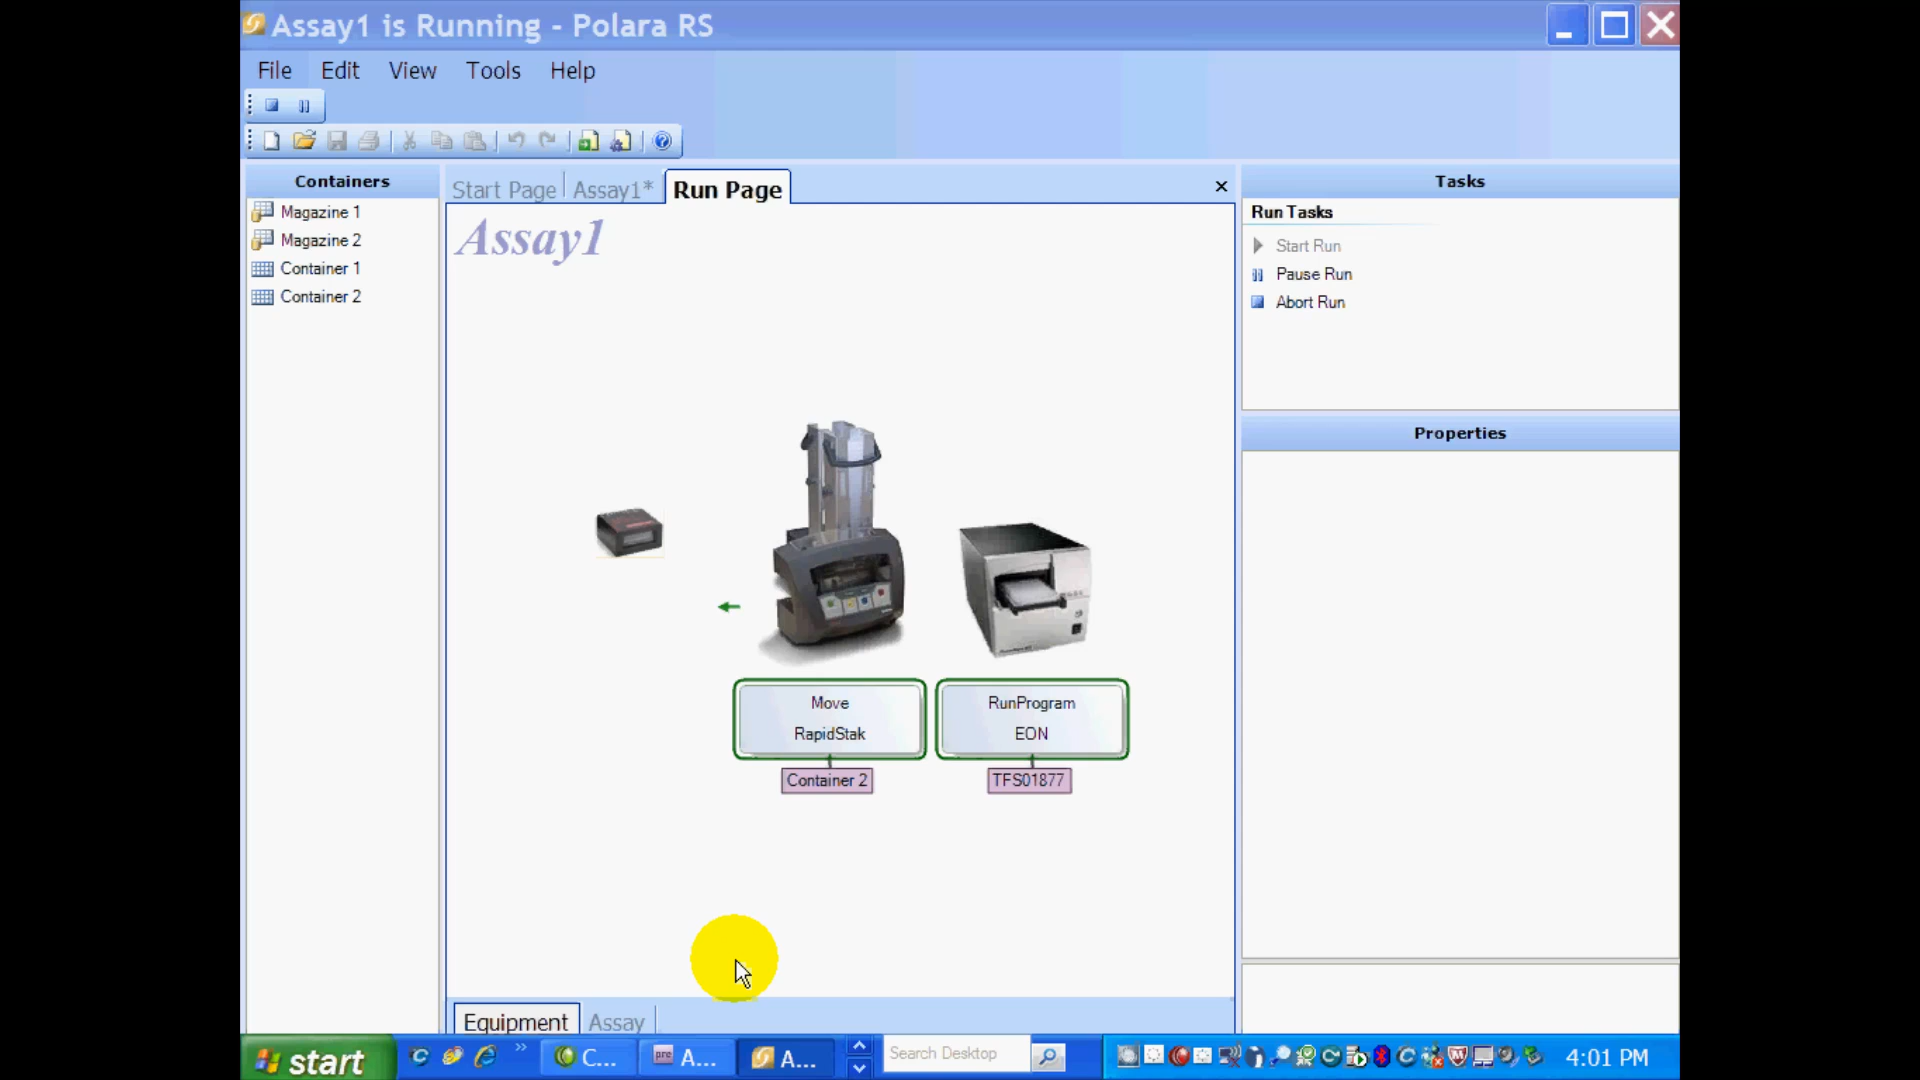 Assay1 is Running - Polara RS
File Edit View Tools Help
Containers
Magazine 1
Magazine 2
Container 1
Container 2
Start Page Assay1* Run Page
Assay1
Move
RapidStak
Container 2
RunProgram
EON
TFS01877
Equipment Assay
Tasks
Run Tasks
Start Run
Pause Run
Abort Run
Properties
start C... A... A... Search Desktop 4:01 PM